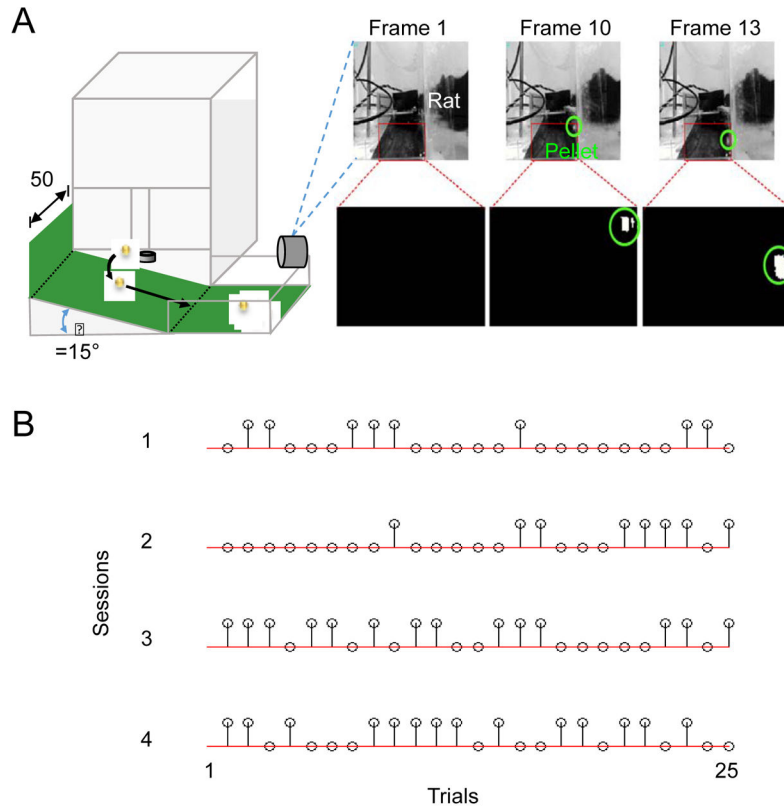 A
Frame 1
Frame 10
Frame 13
Rat
Pellet
50
=15°
B
1
2
3
4
Sessions
1
25
Trials